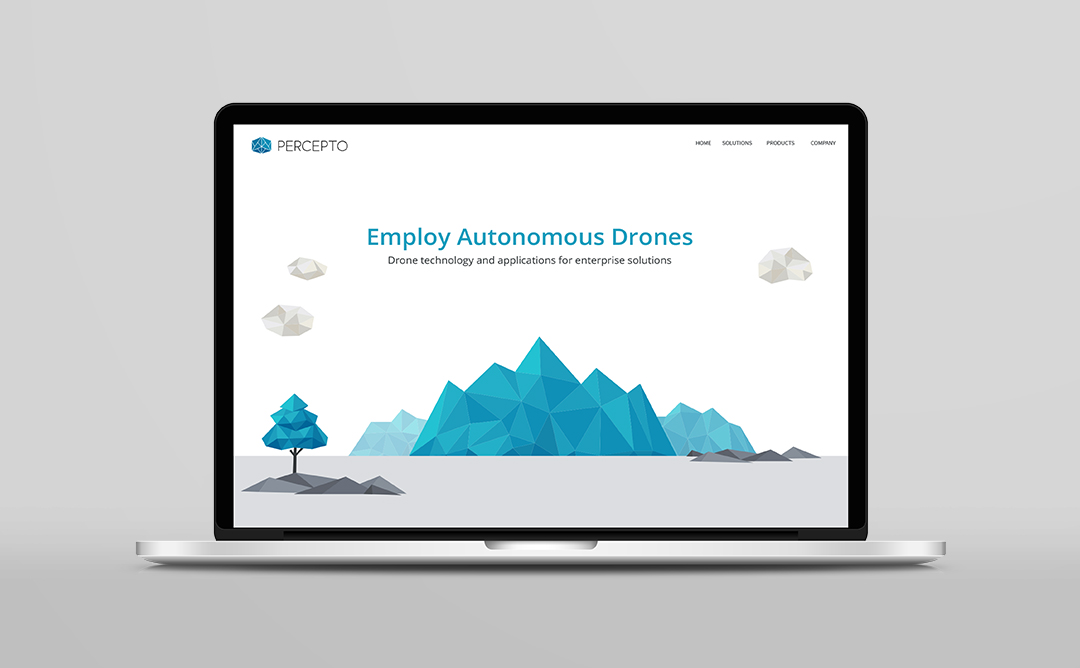 PERCEPTO
HOME SOLUTIONS PRODUCTS COMPANY
Employ Autonomous Drones
Drone technology and applications for enterprise solutions